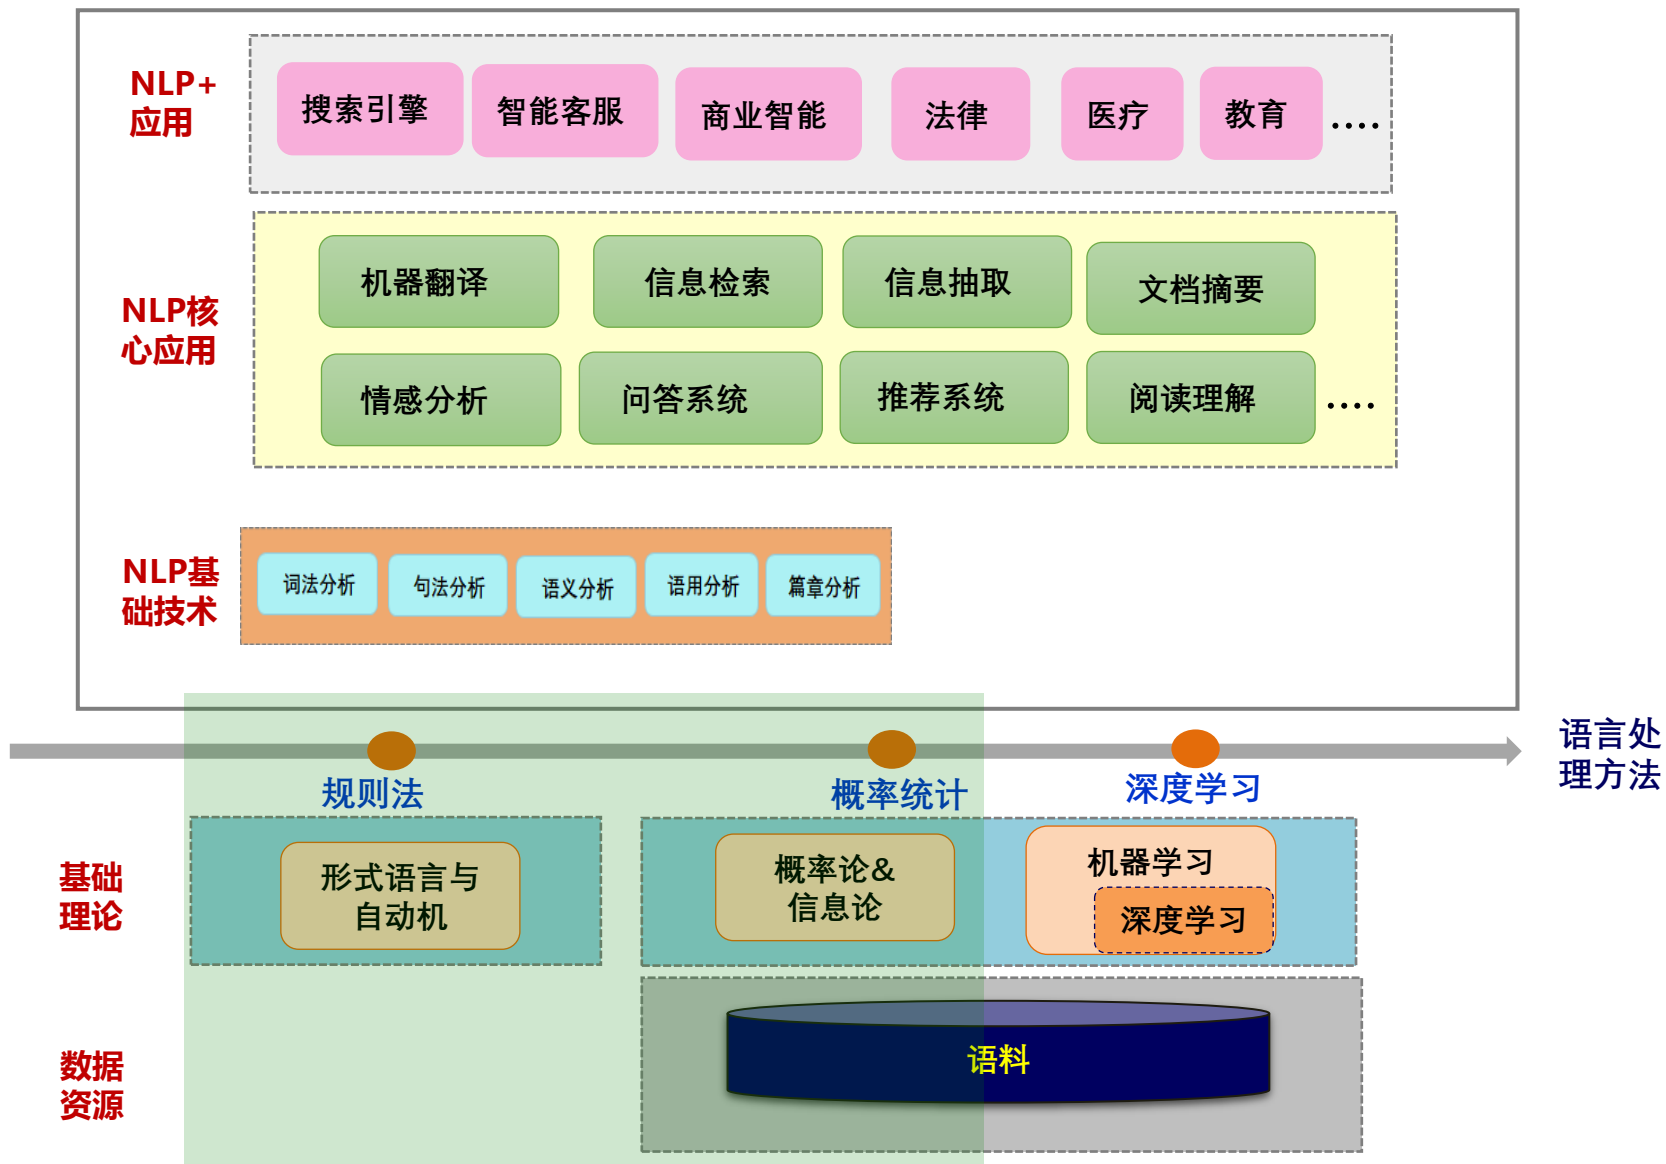 NLP+
应用
搜索引擎
智能客服
商业智能
法律
医疗
教育
....
NLP核
心应用
机器翻译
信息检索
信息抽取
文档摘要
情感分析
问答系统
推荐系统
阅读理解
....
NLP基
础技术
词法分析
句法分析
语义分析
语用分析
篇章分析
语言处
理方法
规则法
概率统计
深度学习
基础
理论
形式语言与
自动机
概率论&
信息论
机器学习
深度学习
数据
资源
语料